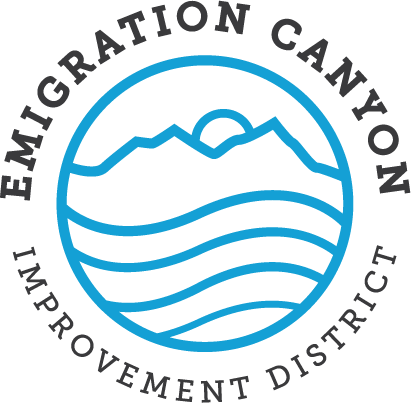 EMIGRATION CANYON
IMPROVEMENT DISTRICT